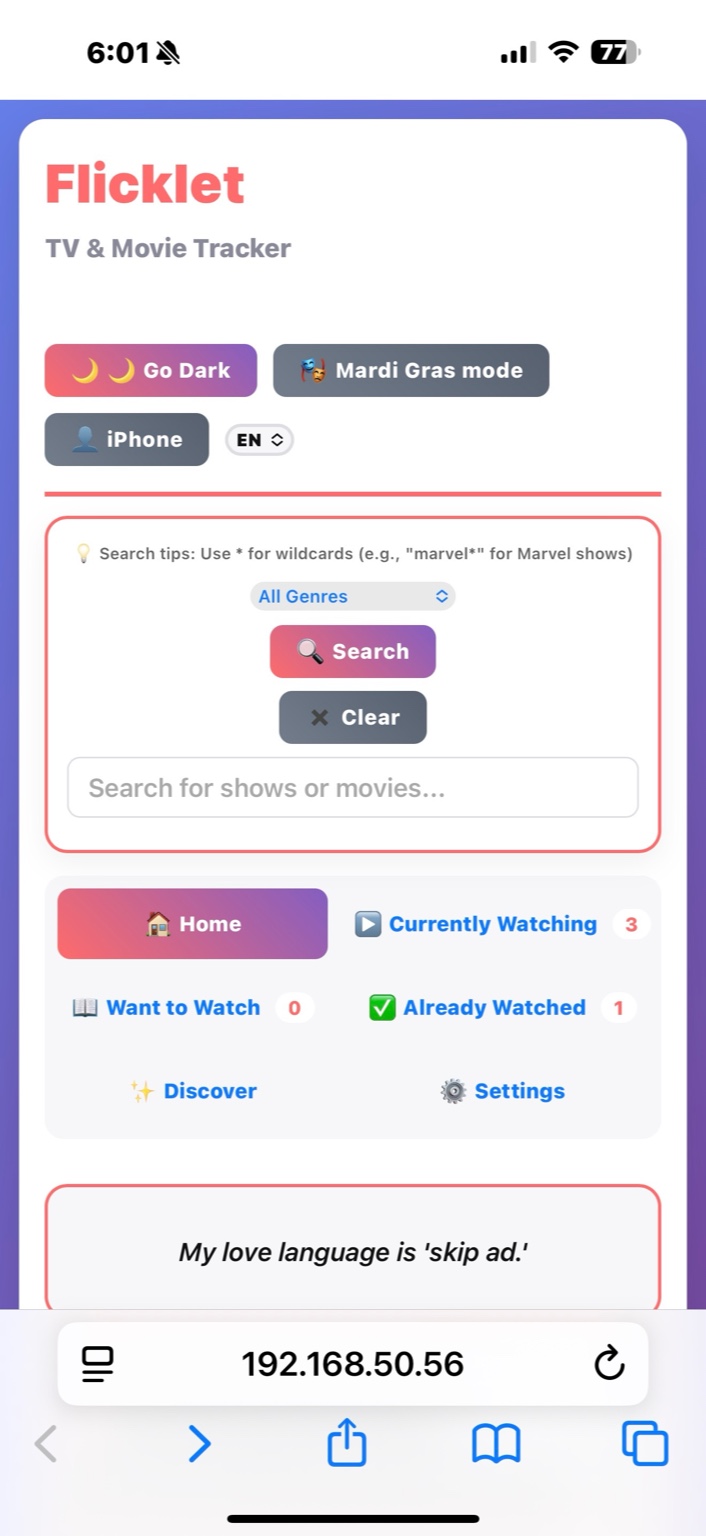 6:01
77
Flicklet
TV & Movie Tracker
🌙 🌙 Go Dark
🎭 Mardi Gras mode
👤 iPhone
EN
💡 Search tips: Use * for wildcards (e.g., "marvel*" for Marvel shows)
All Genres
🔍 Search
✖ Clear
Search for shows or movies...
🏠 Home
▶️ Currently Watching 3
📖 Want to Watch 0
✅ Already Watched 1
✨ Discover
⚙️ Settings
My love language is 'skip ad.'
192.168.50.56